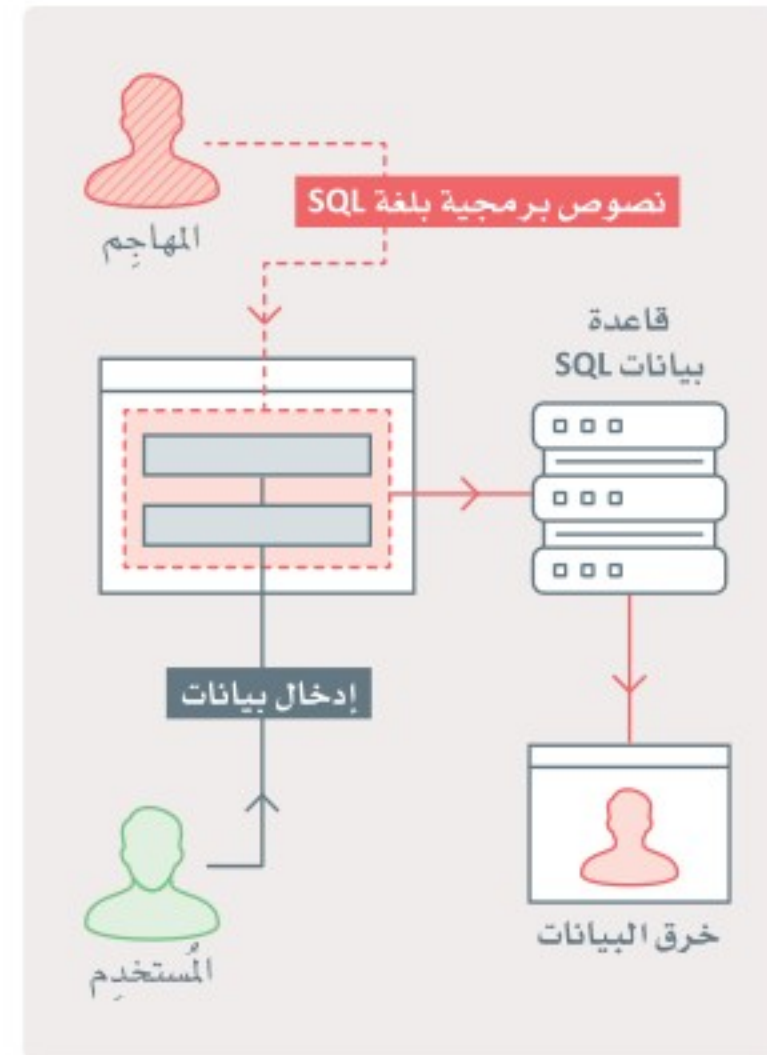 المهاجِم
نصوص برمجية بلغة SQL
قاعدة
بيانات SQL
إدخال بيانات
المُستخدِم
خرق البيانات